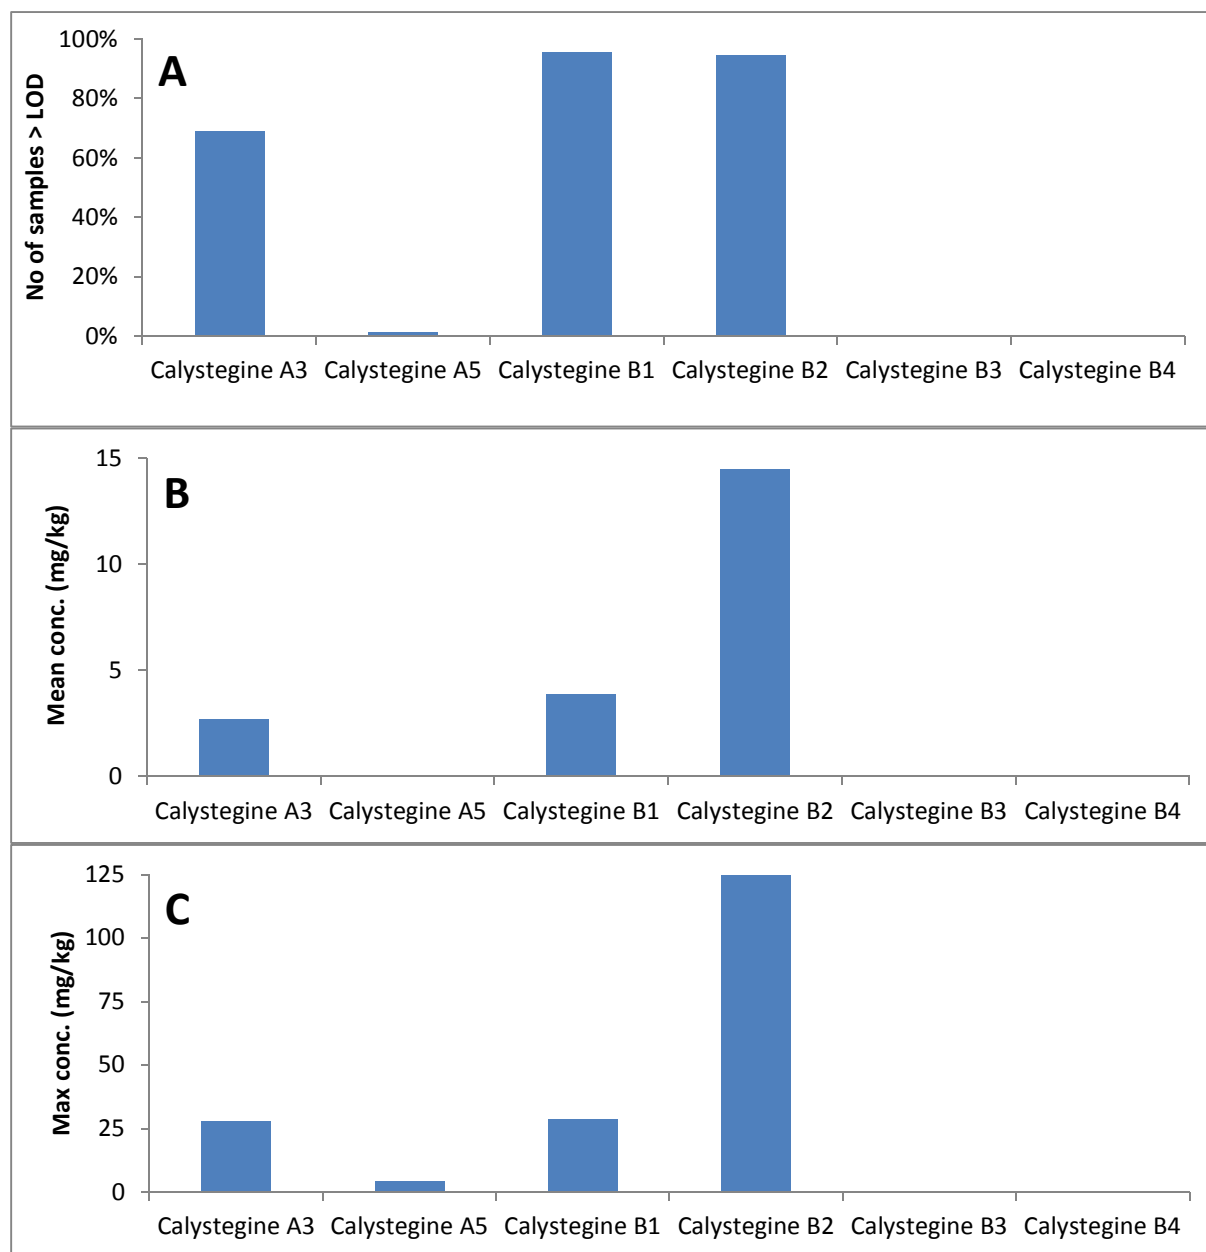 A
No of samples > LOD
100%
80%
60%
40%
20%
0%
Calystegine A3 Calystegine A5 Calystegine B1 Calystegine B2 Calystegine B3 Calystegine B4
B
Mean conc. (mg/kg)
15
10
5
0
Calystegine A3 Calystegine A5 Calystegine B1 Calystegine B2 Calystegine B3 Calystegine B4
C
Max conc. (mg/kg)
125
100
75
50
25
0
Calystegine A3 Calystegine A5 Calystegine B1 Calystegine B2 Calystegine B3 Calystegine B4